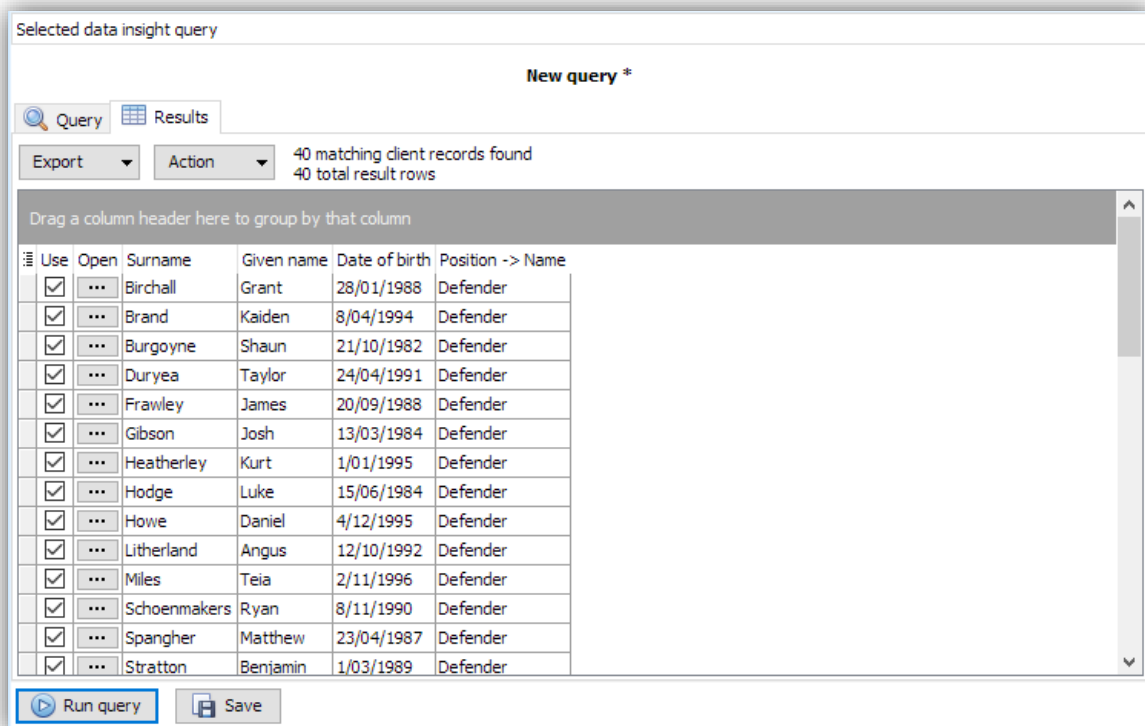 Selected data insight query
New query *
Query Results
Export Action 40 matching client records found
40 total result rows
Drag a column header here to group by that column
Use Open Surname Given name Date of birth Position -> Name
... Birchall Grant 28/01/1988 Defender
... Brand Kaiden 8/04/1994 Defender
... Burgoyne Shaun 21/10/1982 Defender
... Duryea Taylor 24/04/1991 Defender
... Frawley James 20/09/1988 Defender
... Gibson Josh 13/03/1984 Defender
... Heatherley Kurt 1/01/1995 Defender
... Hodge Luke 15/06/1984 Defender
... Howe Daniel 4/12/1995 Defender
... Litherland Angus 12/10/1992 Defender
... Miles Teia 2/11/1996 Defender
... Schoenmakers Ryan 8/11/1990 Defender
... Spangher Matthew 23/04/1987 Defender
... Stratton Benjamin 1/03/1989 Defender
Run query Save